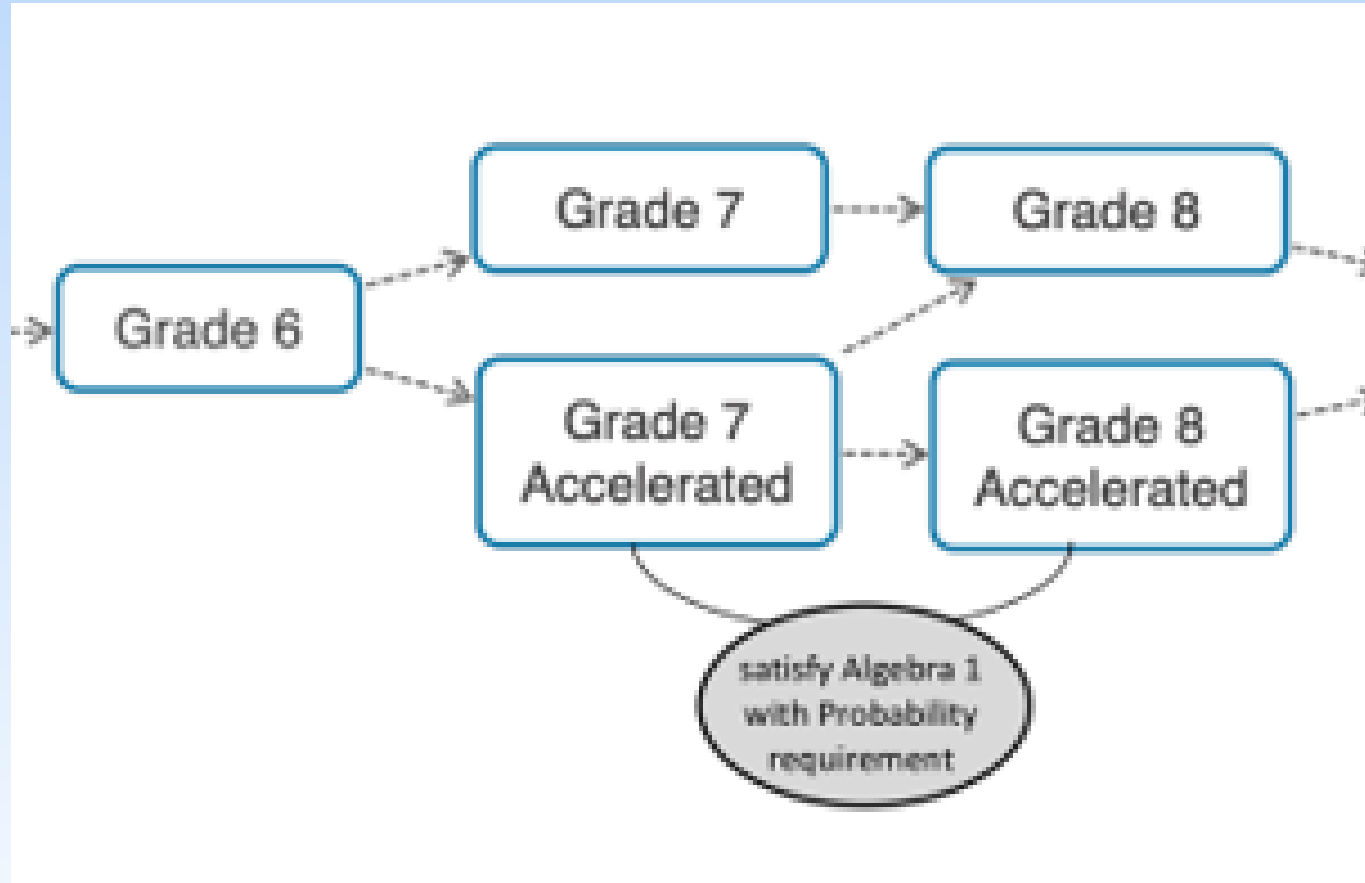 Grade 7
Grade 8
Grade 6
Grade 7
Accelerated
Grade 8
Accelerated
satisfy Algebra 1
with Probability
requirement